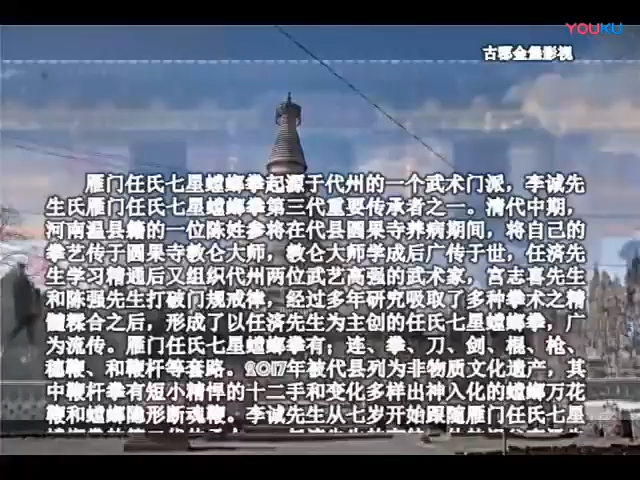 YOUKU
古鄯金堡影视
雁门任氏七星螳螂拳起源于代州的一个武术门派，李诚先
生氏雁门任氏七星螳螂拳第三代重要传承者之一。清代中期，
河南温县籍的一位陈姓参将在代县圆果寺养病期间，将自己的
拳艺传于圆果寺教仑大师，教仑大师学成后广传于世，任济先
生学习精通后又组织代州两位武艺高强的武术家，宫志喜先生
和陈强先生打破门规戒律，经过多年研究吸取了多种拳术之精
髓糅合之后，形成了以任济先生为主创的任氏七星螳螂拳，广
为流传。雁门任氏七星螳螂拳有；连、拳、刀、剑、棍、枪、
鞭、和鞭杆等套路。2017年被代县列为非物质文化遗产，其
中鞭杆拳有短小精悍的十二手和变化多样出神入化的螳螂万花
鞭和螳螂隐形断魂鞭。李诚先生从七岁开始跟随雁门任氏七星